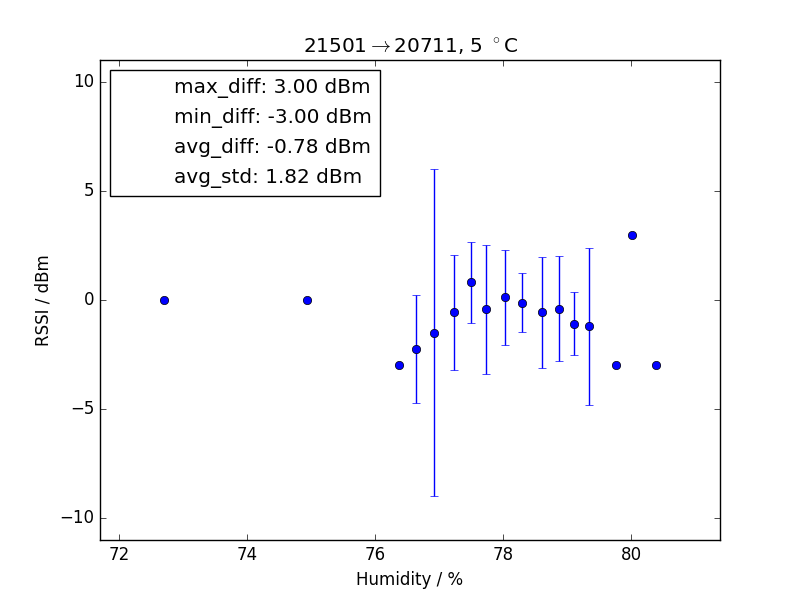 21501→20711, 5 °C
max_diff: 3.00 dBm
min_diff: -3.00 dBm
avg_diff: -0.78 dBm
avg_std: 1.82 dBm
10
5
0
−5
−10
RSSI / dBm
72 74 76 78 80
Humidity / %